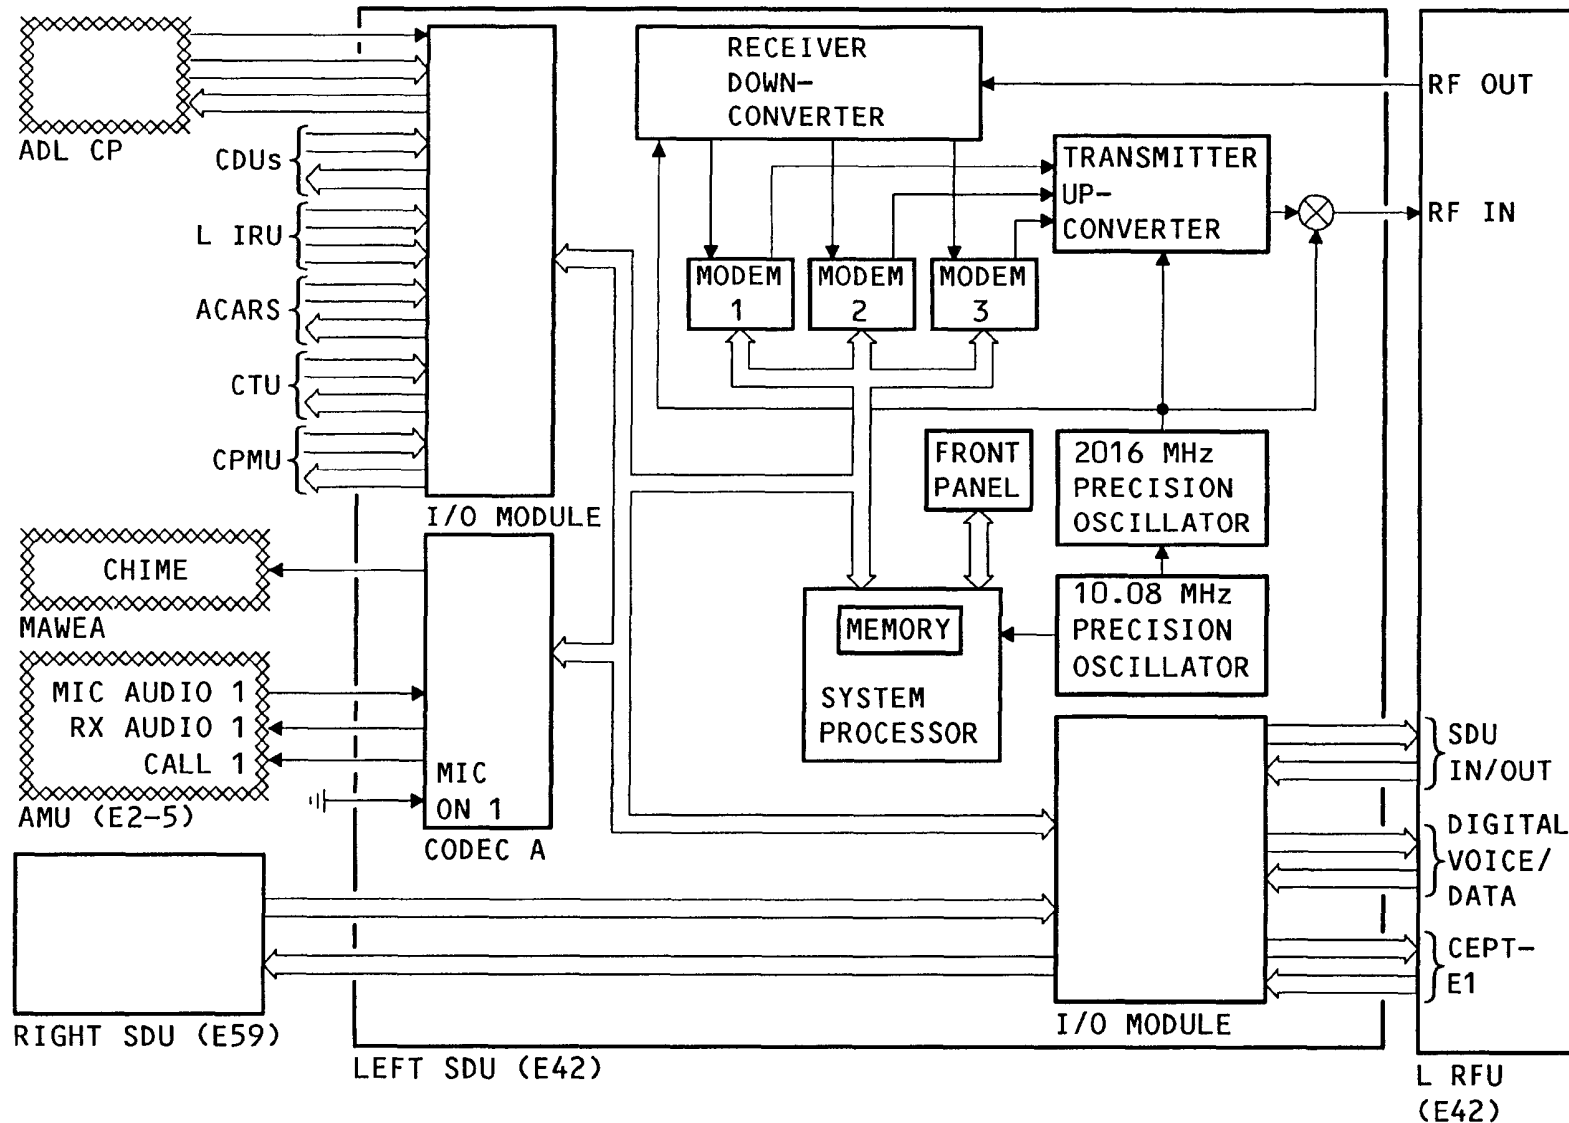 ADL CP
CDUs
L IRU
ACARS
CTU
CPMU
I/O MODULE
CHIME
MAWEA
MIC AUDIO 1
RX AUDIO 1
CALL 1
AMU (E2-5)
MIC
ON 1
CODEC A
RIGHT SDU (E59)
LEFT SDU (E42)
RECEIVER
DOWN-
CONVERTER
TRANSMITTER
UP-
CONVERTER
MODEM
1
MODEM
2
MODEM
3
FRONT
PANEL
2016 MHz
PRECISION
OSCILLATOR
10.08 MHz
PRECISION
OSCILLATOR
MEMORY
SYSTEM
PROCESSOR
I/O MODULE
RF OUT
RF IN
SDU
IN/OUT
DIGITAL
VOICE/
DATA
CEPT-
E1
L RFU
(E42)